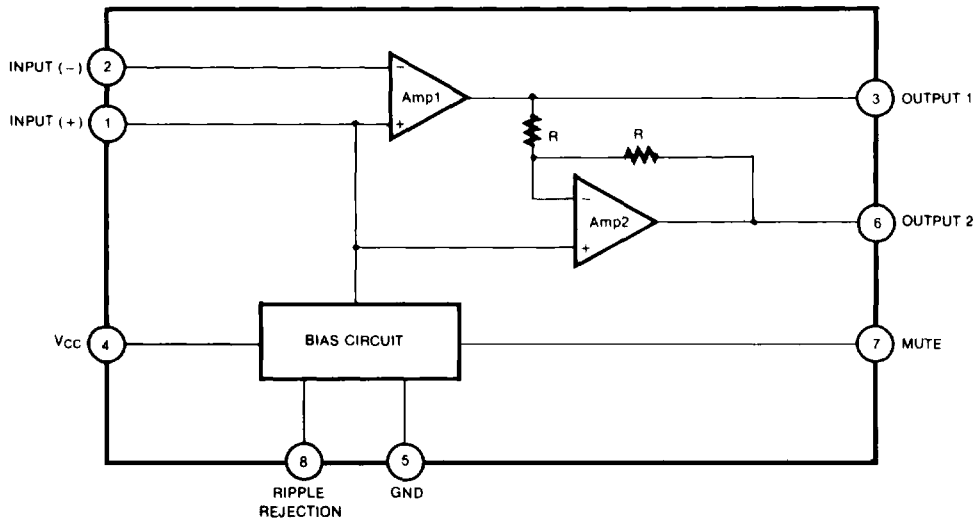 INPUT (-)
2
Amp1
-
+
INPUT (+)
1
3
OUTPUT 1
R
R
Amp2
-
+
6
OUTPUT 2
VCC
4
BIAS CIRCUIT
7
MUTE
8
5
RIPPLE
REJECTION
GND